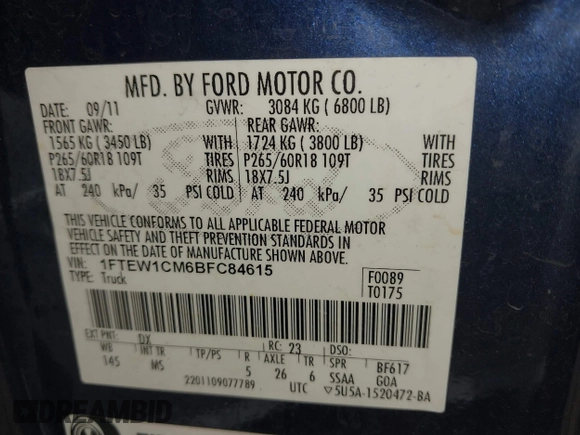 MFD. BY FORD MOTOR CO.
DATE: 09/11 GVWR: 3084 KG ( 6800 LB)
FRONT GAWR: REAR GAWR:
1565 KG ( 3450 LB) WITH 1724 KG ( 3800 LB) WITH
P265/60R18 109T TIRES P265/60R18 109T TIRES
18X7.5J RIMS 18X7.5J RIMS
AT 240 kPa/ 35 PSI COLD AT 240 kPa/ 35 PSI COLD
THIS VEHICLE CONFORMS TO ALL APPLICABLE FEDERAL MOTOR
VEHICLE SAFETY AND THEFT PREVENTION STANDARDS IN
EFFECT ON THE DATE OF MANUFACTURE SHOWN ABOVE.
VIN: 1FTEW1CM6BFC84615 F0089
TYPE: Truck T0175
EXT PNT: DX RC: 23 DSO:
WB INT TR TP/PS R AXLE TR SPR BF617
145 MS 5 26 6 SSAA GOA
2201109077789 UTC ▽5U5A-1520472-BA
DREAMBID